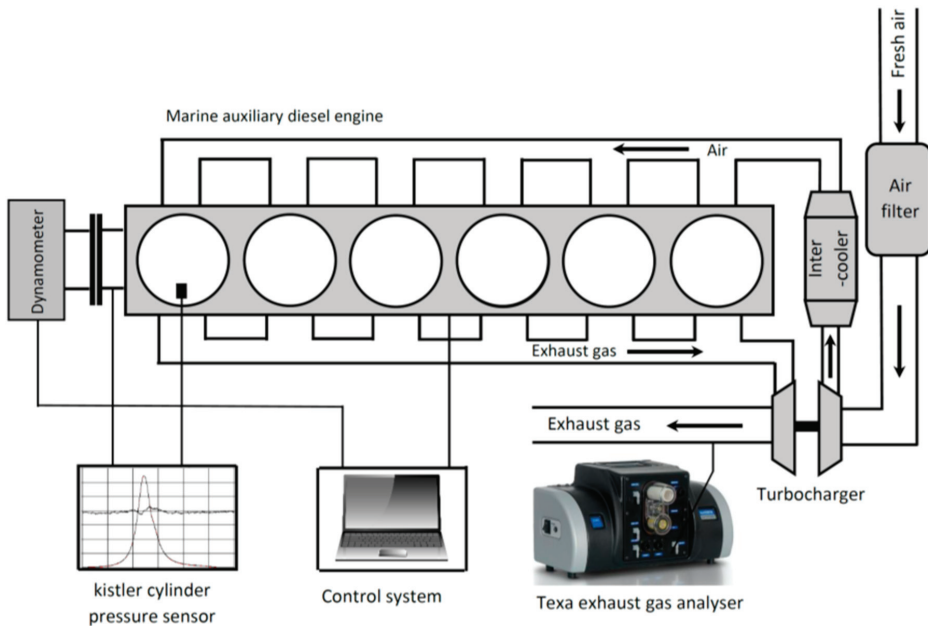 Fresh air
Marine auxiliary diesel engine
Air
Air
filter
Dynamometer
Inter
-cooler
Exhaust gas
Exhaust gas
Turbocharger
kistler cylinder
pressure sensor
Control system
Texa exhaust gas analyser